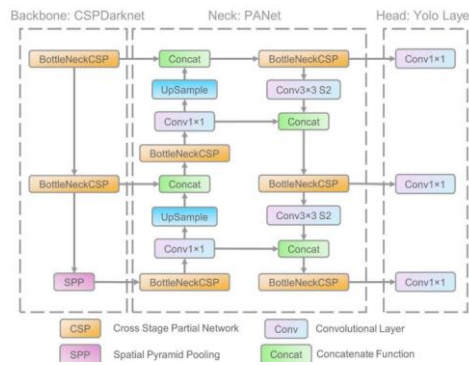 Backbone: CSPDarknet
Neck: PANet
Head: Yolo Laye
BottleNeckCSP
Concat
BottleNeckCSP
Conv1×1
UpSample
Conv3×3 S2
Conv1×1
Concat
BottleNeckCSP
BottleNeckCSP
Concat
BottleNeckCSP
Conv1×1
UpSample
Conv3×3 S2
Conv1×1
Concat
SPP
BottleNeckCSP
BottleNeckCSP
Conv1×1
CSP
Cross Stage Partial Network
Conv
Convolutional Layer
SPP
Spatial Pyramid Pooling
Concat
Concatenate Function